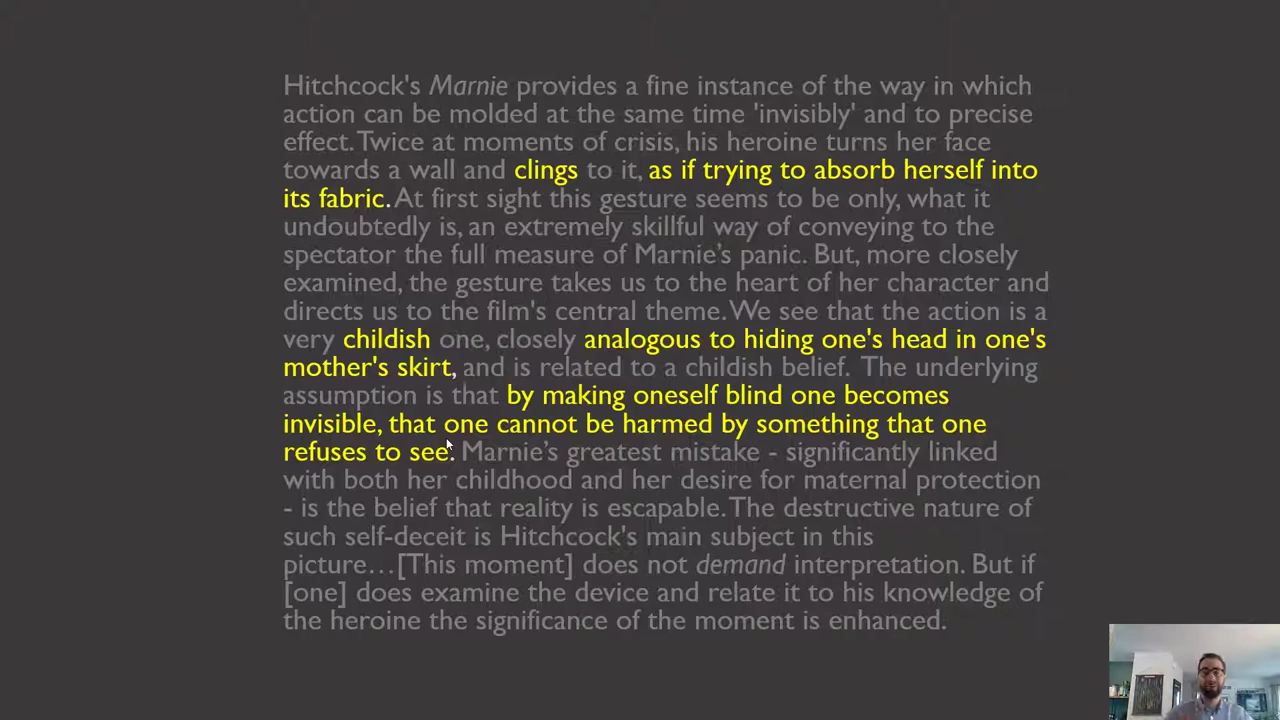 Hitchcock's Marnie provides a fine instance of the way in which
action can be molded at the same time 'invisibly' and to precise
effect. Twice at moments of crisis, his heroine turns her face
towards a wall and clings to it, as if trying to absorb herself into
its fabric. At first sight this gesture seems to be only, what it
undoubtedly is, an extremely skillful way of conveying to the
spectator the full measure of Marnie's panic. But, more closely
examined, the gesture takes us to the heart of her character and
directs us to the film's central theme. We see that the action is a
very childish one, closely analogous to hiding one's head in one's
mother's skirt, and is related to a childish belief. The underlying
assumption is that by making oneself blind one becomes
invisible, that one cannot be harmed by something that one
refuses to see. Marnie's greatest mistake - significantly linked
with both her childhood and her desire for maternal protection
- is the belief that reality is escapable. The destructive nature of
such self-deceit is Hitchcock's main subject in this
picture…[This moment] does not demand interpretation. But if
[one] does examine the device and relate it to his knowledge of
the heroine the significance of the moment is enhanced.